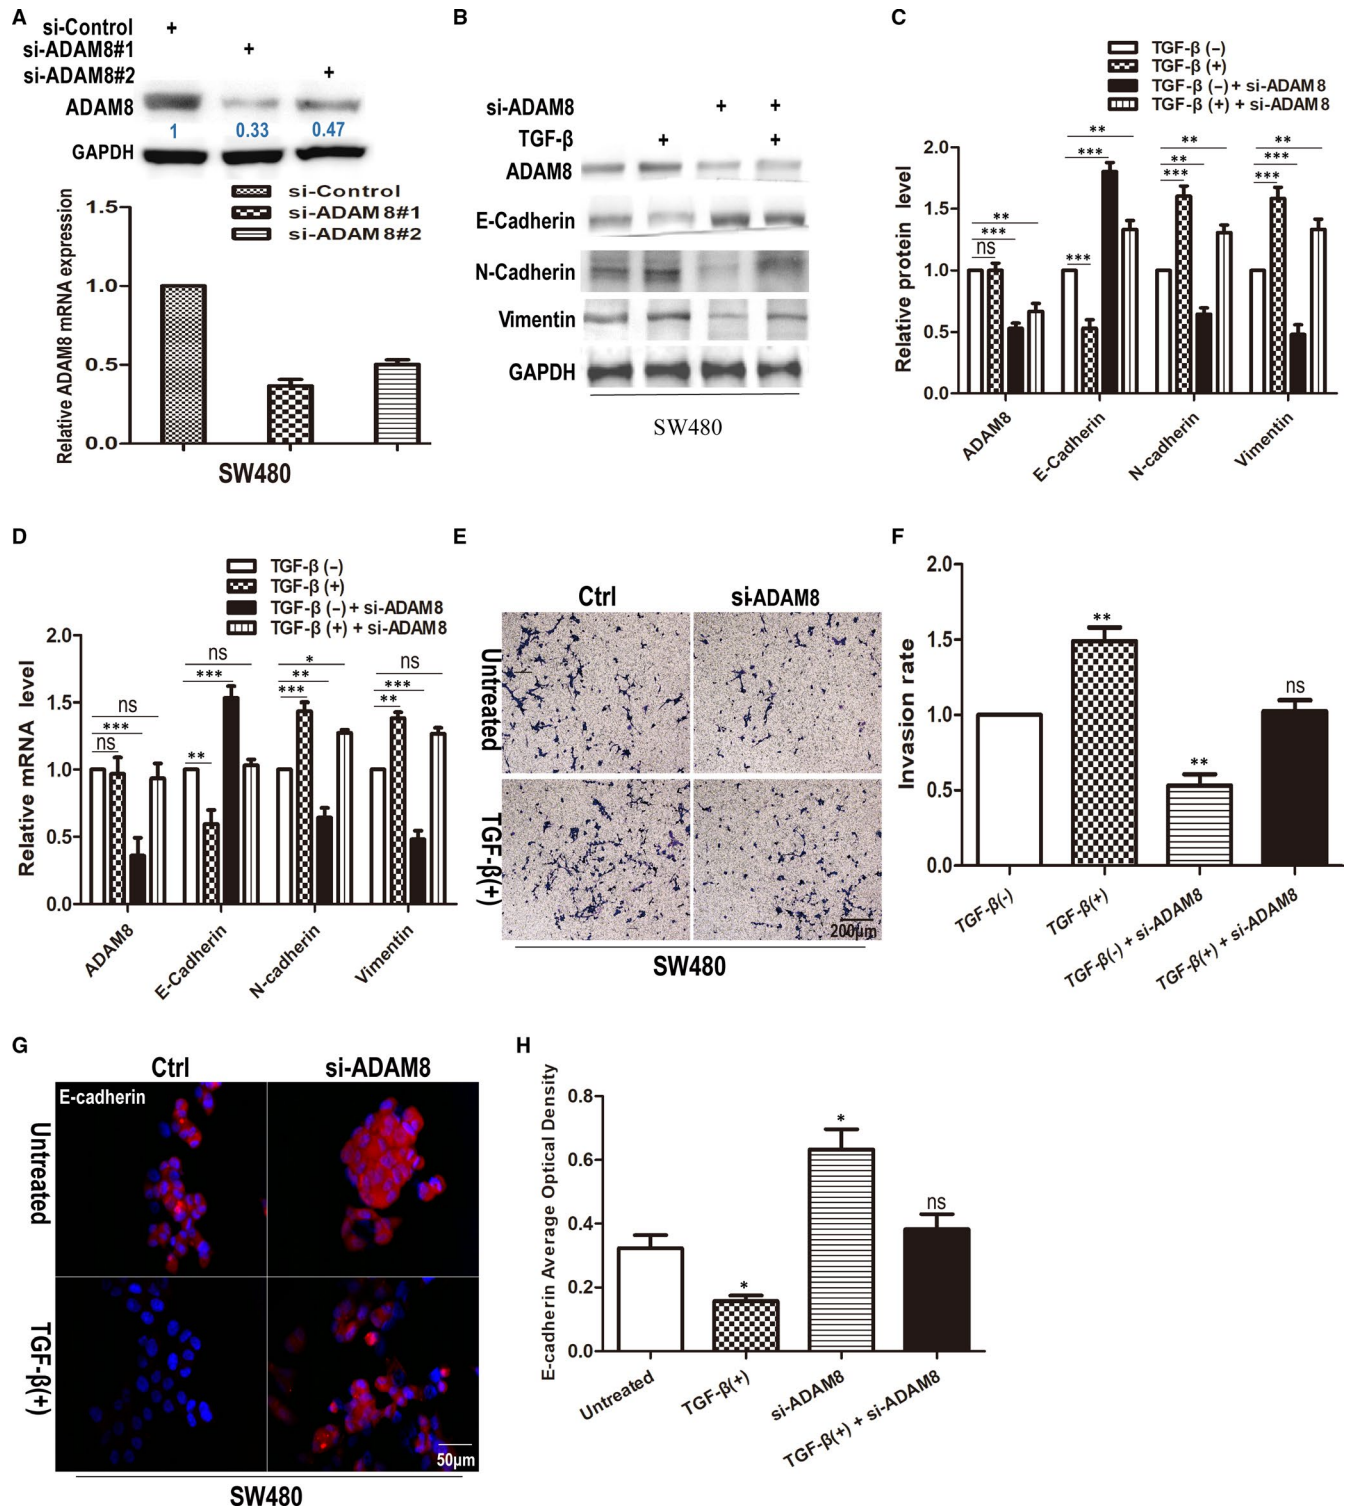 A
si-Control +
si-ADAM8#1 +
si-ADAM8#2 +
ADAM8
1 0.33 0.47
GAPDH
si-Control
si-ADAM8#1
si-ADAM8#2
Relative ADAM8 mRNA expression
1.5
1.0
0.5
0.0
SW480
B
si-ADAM8 + +
TGF-β + +
ADAM8
E-Cadherin
N-Cadherin
Vimentin
GAPDH
SW480
C
TGF-β (–)
TGF-β (+)
TGF-β (–) + si-ADAM8
TGF-β (+) + si-ADAM8
Relative protein level
2.0
1.5
1.0
0.5
0.0
**
***
ns
**
***
***
**
**
***
**
***
***
ADAM8
E-Cadherin
N-cadherin
Vimentin
D
TGF-β (–)
TGF-β (+)
TGF-β (–) + si-ADAM8
TGF-β (+) + si-ADAM8
Relative mRNA level
2.0
1.5
1.0
0.5
0.0
ns
***
ns
ns
***
**
*
**
***
ns
***
**
ADAM8
E-Cadherin
N-cadherin
Vimentin
E
Ctrl si-ADAM8
Untreated
TGF-β(+)
200μm
SW480
F
Invasion rate
2.0
1.5
1.0
0.5
0.0
**
**
ns
TGF-β(-)
TGF-β(+)
TGF-β(-) + si-ADAM8
TGF-β(+) + si-ADAM8
G
Ctrl si-ADAM8
E-cadherin
Untreated
TGF-β(+)
50μm
SW480
H
E-cadherin Average Optical Density
0.8
0.6
0.4
0.2
0.0
*
*
ns
Untreated
TGF-β(+)
si-ADAM8
TGF-β(+) + si-ADAM8